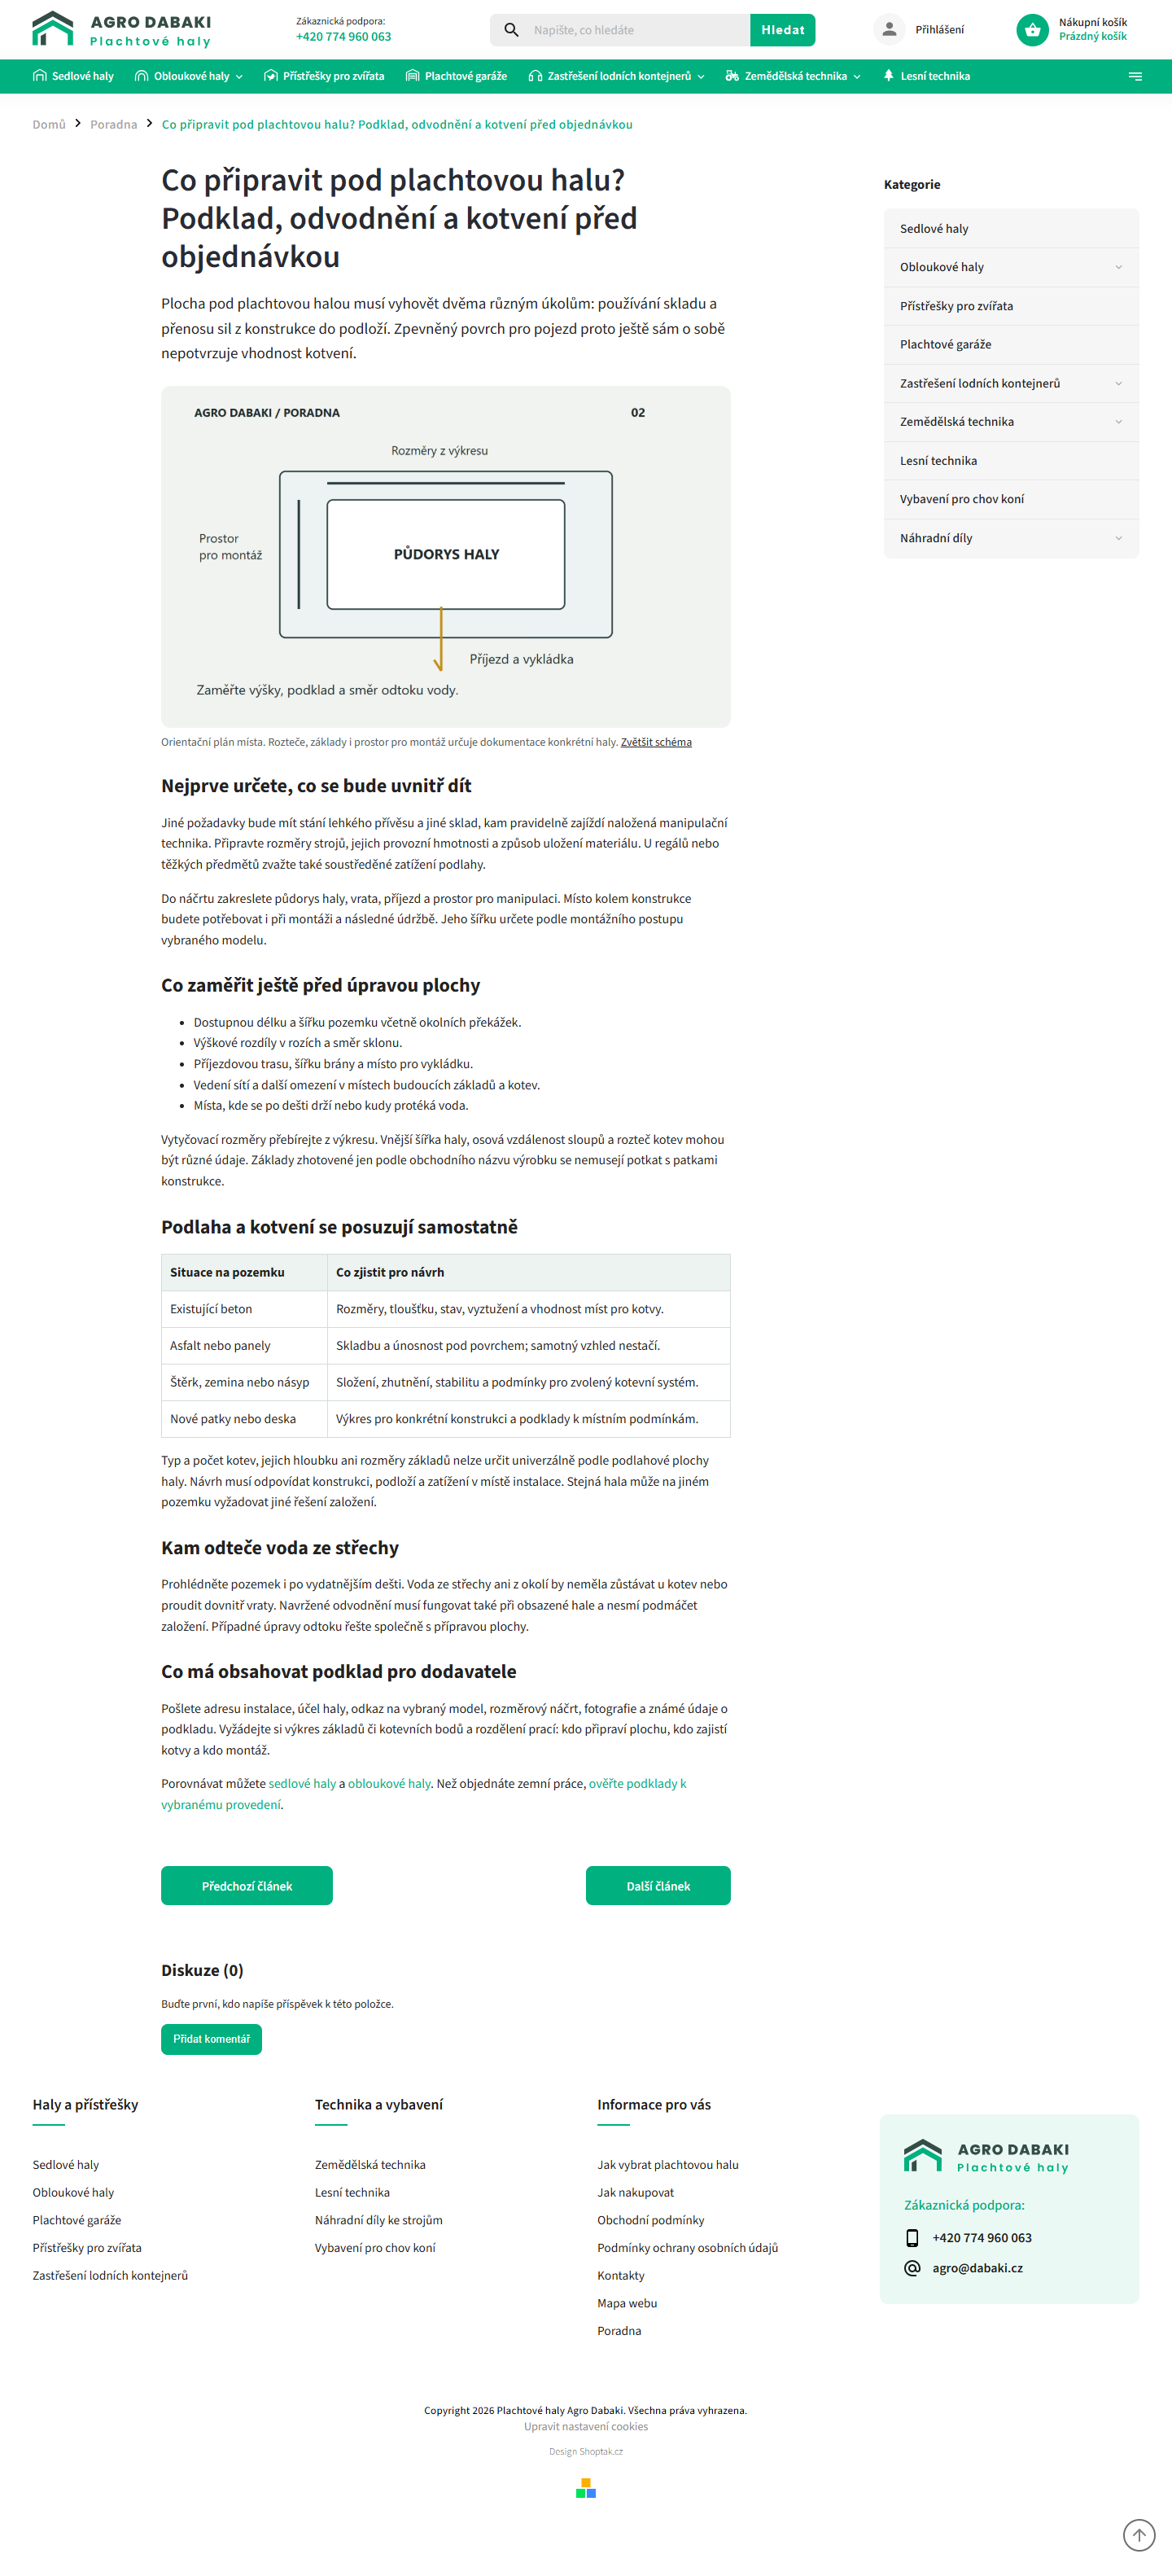 AGRO DABAKI
Plachtové haly
Zákaznická podpora:
+420 774 960 063
Napište, co hledáte
Hledat
Přihlášení
Nákupní košík
Prázdný košík
Sedlové haly
Obloukové haly
Přístřešky pro zvířata
Plachtové garáže
Zastřešení lodních kontejnerů
Zemědělská technika
Lesní technika
Domů
Poradna
Co připravit pod plachtovou halu? Podklad, odvodnění a kotvení před objednávkou
Co připravit pod plachtovou halu?
Podklad, odvodnění a kotvení před
objednávkou
Plocha pod plachtovou halou musí vyhovět dvěma různým úkolům: používání skladu a
přenosu sil z konstrukce do podloží. Zpevněný povrch pro pojezd proto ještě sám o sobě
nepotvrzuje vhodnost kotvení.
AGRO DABAKI / PORADNA
02
Rozměry z výkresu
Prostor
pro montáž
PŮDORYS HALY
Příjezd a vykládka
Zaměřte výšky, podklad a směr odtoku vody.
Orientační plán místa. Rozteče, základy i prostor pro montáž určuje dokumentace konkrétní haly. Zvětšit schéma
Nejprve určete, co se bude uvnitř dít
Jiné požadavky bude mít stání lehkého přívěsu a jiné sklad, kam pravidelně zajíždí naložená manipulační
technika. Připravte rozměry strojů, jejich provozní hmotnosti a způsob uložení materiálu. U regálů nebo
těžkých předmětů zvažte také soustředěné zatížení podlahy.
Do náčrtu zakreslete půdorys haly, vrata, příjezd a prostor pro manipulaci. Místo kolem konstrukce
budete potřebovat i při montáži a následné údržbě. Jeho šířku určete podle montážního postupu
vybraného modelu.
Co zaměřit ještě před úpravou plochy
• Dostupnou délku a šířku pozemku včetně okolních překážek.
• Výškové rozdíly v rozích a směr sklonu.
• Příjezdovou trasu, šířku brány a místo pro vykládku.
• Vedení sítí a další omezení v místech budoucích základů a kotev.
• Místa, kde se po dešti drží nebo kudy protéká voda.
Vytyčovací rozměry přebírejte z výkresu. Vnější šířka haly, osová vzdálenost sloupů a rozteč kotev mohou
být různé údaje. Základy zhotovené jen podle obchodního názvu výrobku se nemusejí potkat s patkami
konstrukce.
Podlaha a kotvení se posuzují samostatně
Situace na pozemku
Co zjistit pro návrh
Existující beton
Rozměry, tloušťku, stav, vyztužení a vhodnost míst pro kotvy.
Asfalt nebo panely
Skladbu a únosnost pod povrchem; samotný vzhled nestačí.
Štěrk, zemina nebo násyp
Složení, zhutnění, stabilitu a podmínky pro zvolený kotevní systém.
Nové patky nebo deska
Výkres pro konkrétní konstrukci a podklady k místním podmínkám.
Typ a počet kotev, jejich hloubku ani rozměry základů nelze určit univerzálně podle podlahové plochy
haly. Návrh musí odpovídat konstrukci, podloží a zatížení v místě instalace. Stejná hala může na jiném
pozemku vyžadovat jiné řešení založení.
Kam odteče voda ze střechy
Prohlédněte pozemek i po vydatnějším dešti. Voda ze střechy ani z okolí by neměla zůstávat u kotev nebo
proudit dovnitř vraty. Navržené odvodnění musí fungovat také při obsazené hale a nesmí podmáčet
založení. Případné úpravy odtoku řešte společně s přípravou plochy.
Co má obsahovat podklad pro dodavatele
Pošlete adresu instalace, účel haly, odkaz na vybraný model, rozměrový náčrt, fotografie a známé údaje o
podkladu. Vyžádejte si výkres základů či kotevních bodů a rozdělení prací: kdo připraví plochu, kdo zajistí
kotvy a kdo montáž.
Porovnávat můžete sedlové haly a obloukové haly. Než objednáte zemní práce, ověřte podklady k
vybranému provedení.
Předchozí článek
Další článek
Diskuze (0)
Buďte první, kdo napíše příspěvek k této položce.
Přidat komentář
Kategorie
Sedlové haly
Obloukové haly
Přístřešky pro zvířata
Plachtové garáže
Zastřešení lodních kontejnerů
Zemědělská technika
Lesní technika
Vybavení pro chov koní
Náhradní díly
Haly a přístřešky
Sedlové haly
Obloukové haly
Plachtové garáže
Přístřešky pro zvířata
Zastřešení lodních kontejnerů
Technika a vybavení
Zemědělská technika
Lesní technika
Náhradní díly ke strojům
Vybavení pro chov koní
Informace pro vás
Jak vybrat plachtovou halu
Jak nakupovat
Obchodní podmínky
Podmínky ochrany osobních údajů
Kontakty
Mapa webu
Poradna
AGRO DABAKI
Plachtové haly
Zákaznická podpora:
+420 774 960 063
agro@dabaki.cz
Copyright 2026 Plachtové haly Agro Dabaki. Všechna práva vyhrazena.
Upravit nastavení cookies
Design Shoptak.cz